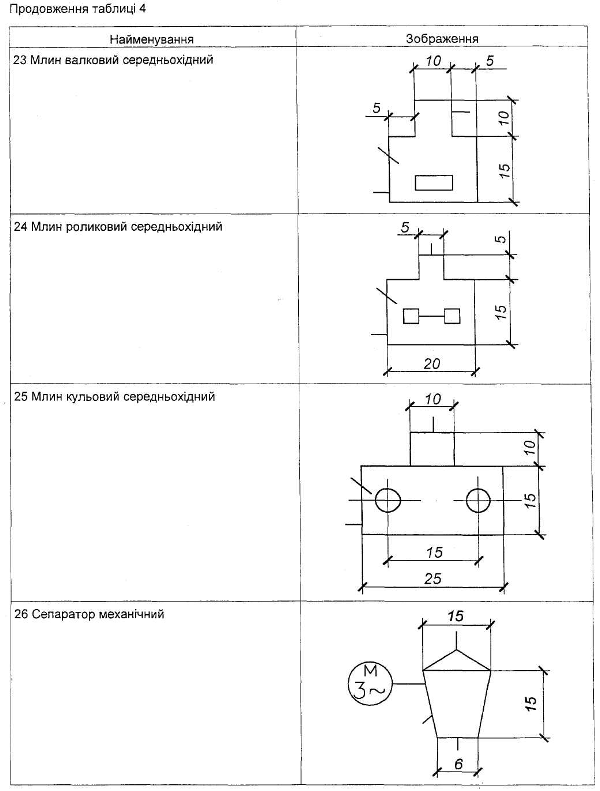 Продовження таблиці 4
Найменування Зображення
23 Млин валковий середньохідний
10 5
5
10
15
24 Млин роликовий середньохідний
5
5
15
20
25 Млин кульовий середньохідний
10
10
15
15
25
26 Сепаратор механічний
15
М
3~
15
6